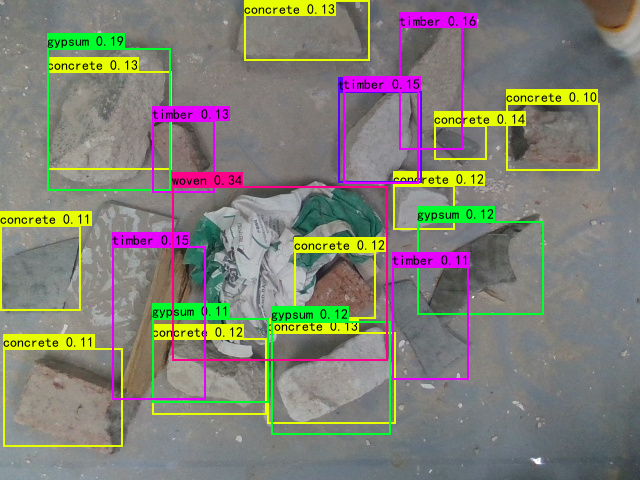 concrete 0.13
timber 0.16
gypsum 0.19
concrete 0.13
timber 0.15
concrete 0.10
timber 0.13
concrete 0.14
woven 0.34
concrete 0.12
gypsum 0.12
concrete 0.11
timber 0.15
concrete 0.12
timber 0.11
gypsum 0.11
gypsum 0.12
concrete 0.12
concrete 0.13
concrete 0.11